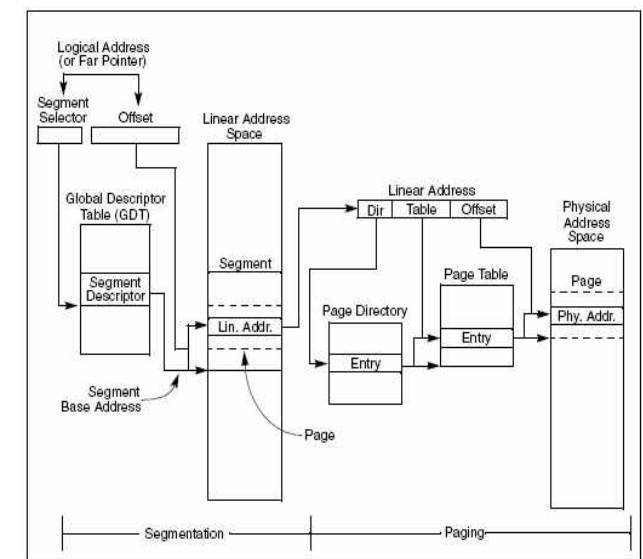 Logical Address
(or Far Pointer)
Segment
Selector
Offset
Linear Address
Space
Global Descriptor
Table (GDT)
Segment
Descriptor
Segment
Lin. Addr.
Segment
Base Address
Page
Linear Address
Dir
Table
Offset
Page Directory
Entry
Page Table
Entry
Physical
Address
Space
Page
Phy. Addr.
Segmentation
Paging